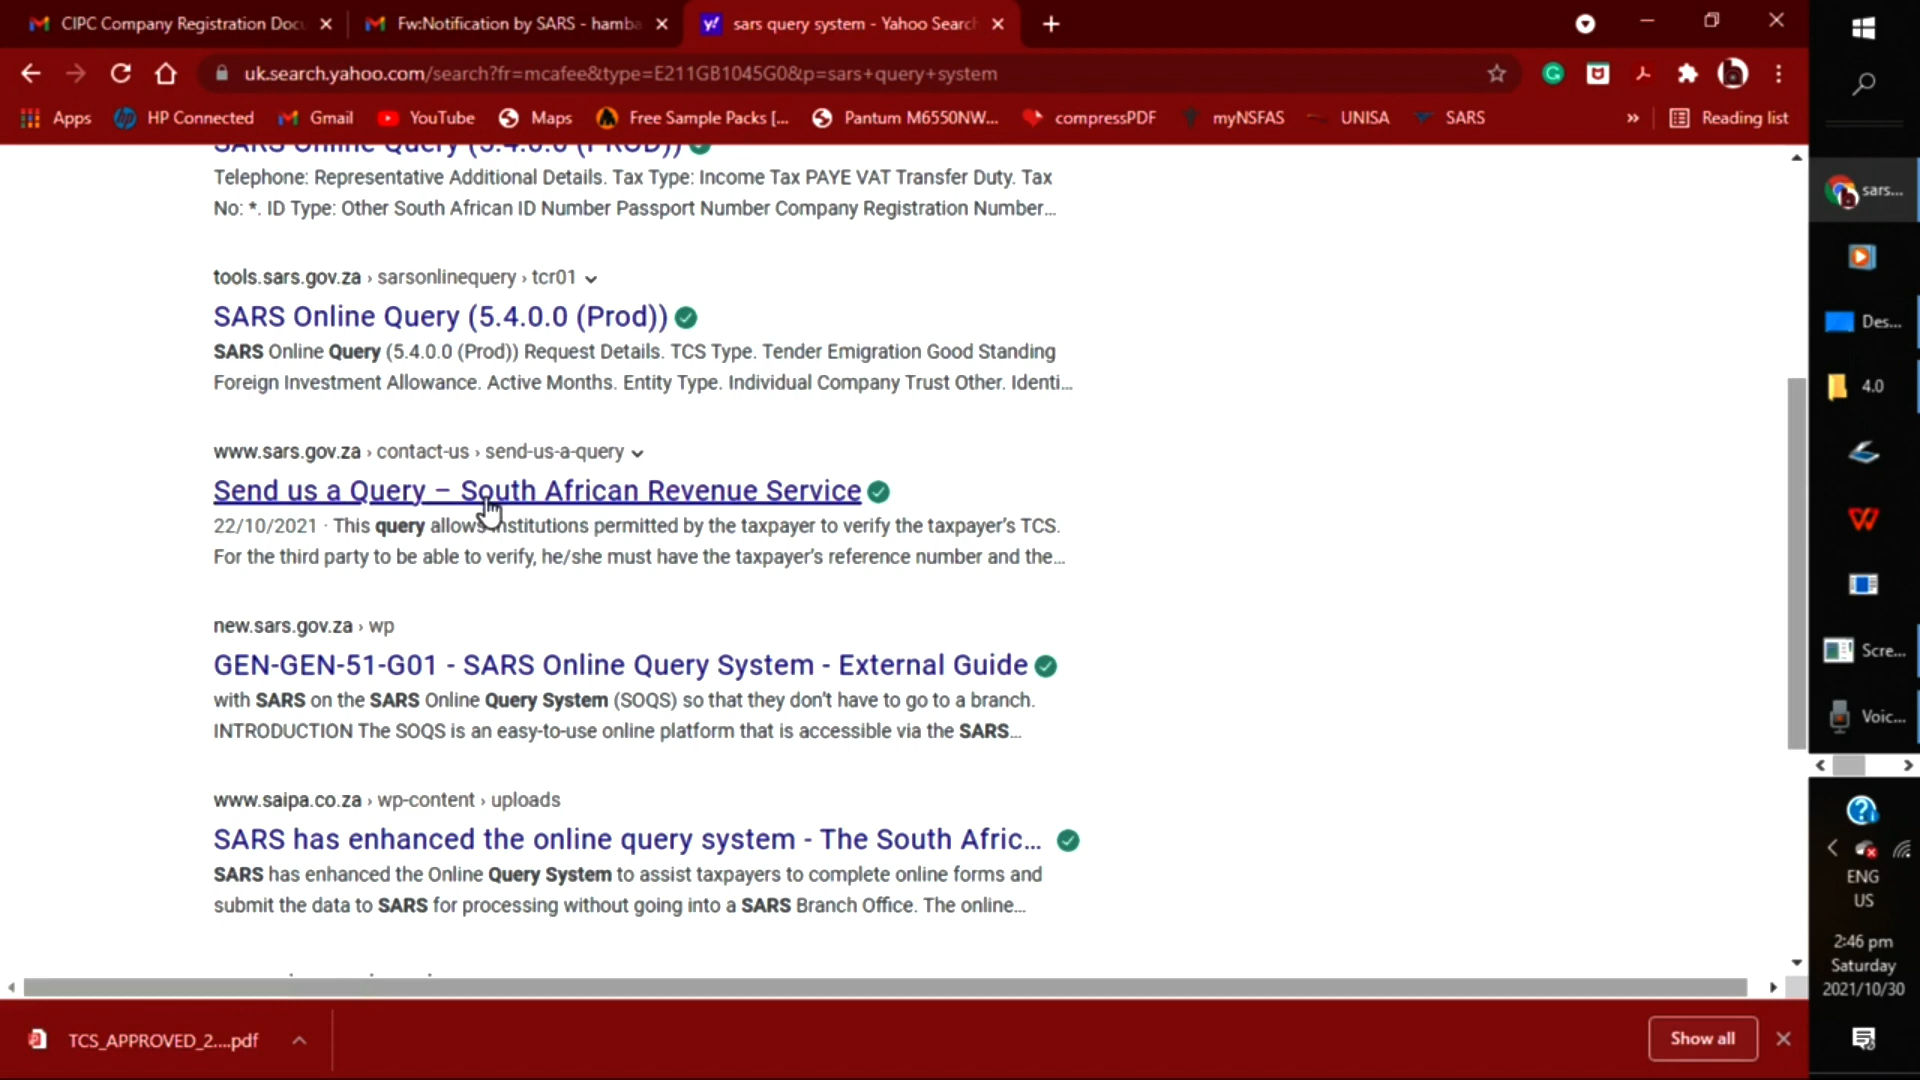 CIPC Company Registration Docu
Fw:Notification by SARS - hamba
sars query system - Yahoo Search
uk.search.yahoo.com/search?fr=mcafee&type=E211GB1045G0&p=sars+query+system
Apps
HP Connected
Gmail
YouTube
Maps
Free Sample Packs [...
Pantum M6550NW...
compressPDF
myNSFAS
UNISA
SARS
»
Reading list
SARS Online Query (5.4.0.0 (PROD))
Telephone: Representative Additional Details. Tax Type: Income Tax PAYE VAT Transfer Duty. Tax
No: *. ID Type: Other South African ID Number Passport Number Company Registration Number...
tools.sars.gov.za › sarsonlinequery › tcr01
SARS Online Query (5.4.0.0 (Prod))
SARS Online Query (5.4.0.0 (Prod)) Request Details. TCS Type. Tender Emigration Good Standing
Foreign Investment Allowance. Active Months. Entity Type. Individual Company Trust Other. Identi...
www.sars.gov.za › contact-us › send-us-a-query
Send us a Query – South African Revenue Service
22/10/2021 · This query allows institutions permitted by the taxpayer to verify the taxpayer's TCS.
For the third party to be able to verify, he/she must have the taxpayer's reference number and the...
new.sars.gov.za › wp
GEN-GEN-51-G01 - SARS Online Query System - External Guide
with SARS on the SARS Online Query System (SOQS) so that they don't have to go to a branch.
INTRODUCTION The SOQS is an easy-to-use online platform that is accessible via the SARS...
www.saipa.co.za › wp-content › uploads
SARS has enhanced the online query system - The South Afric...
SARS has enhanced the Online Query System to assist taxpayers to complete online forms and
submit the data to SARS for processing without going into a SARS Branch Office. The online...
TCS_APPROVED_2....pdf
Show all
sars...
Des...
4.0
Scre...
Voic...
ENG
US
2:46 pm
Saturday
2021/10/30